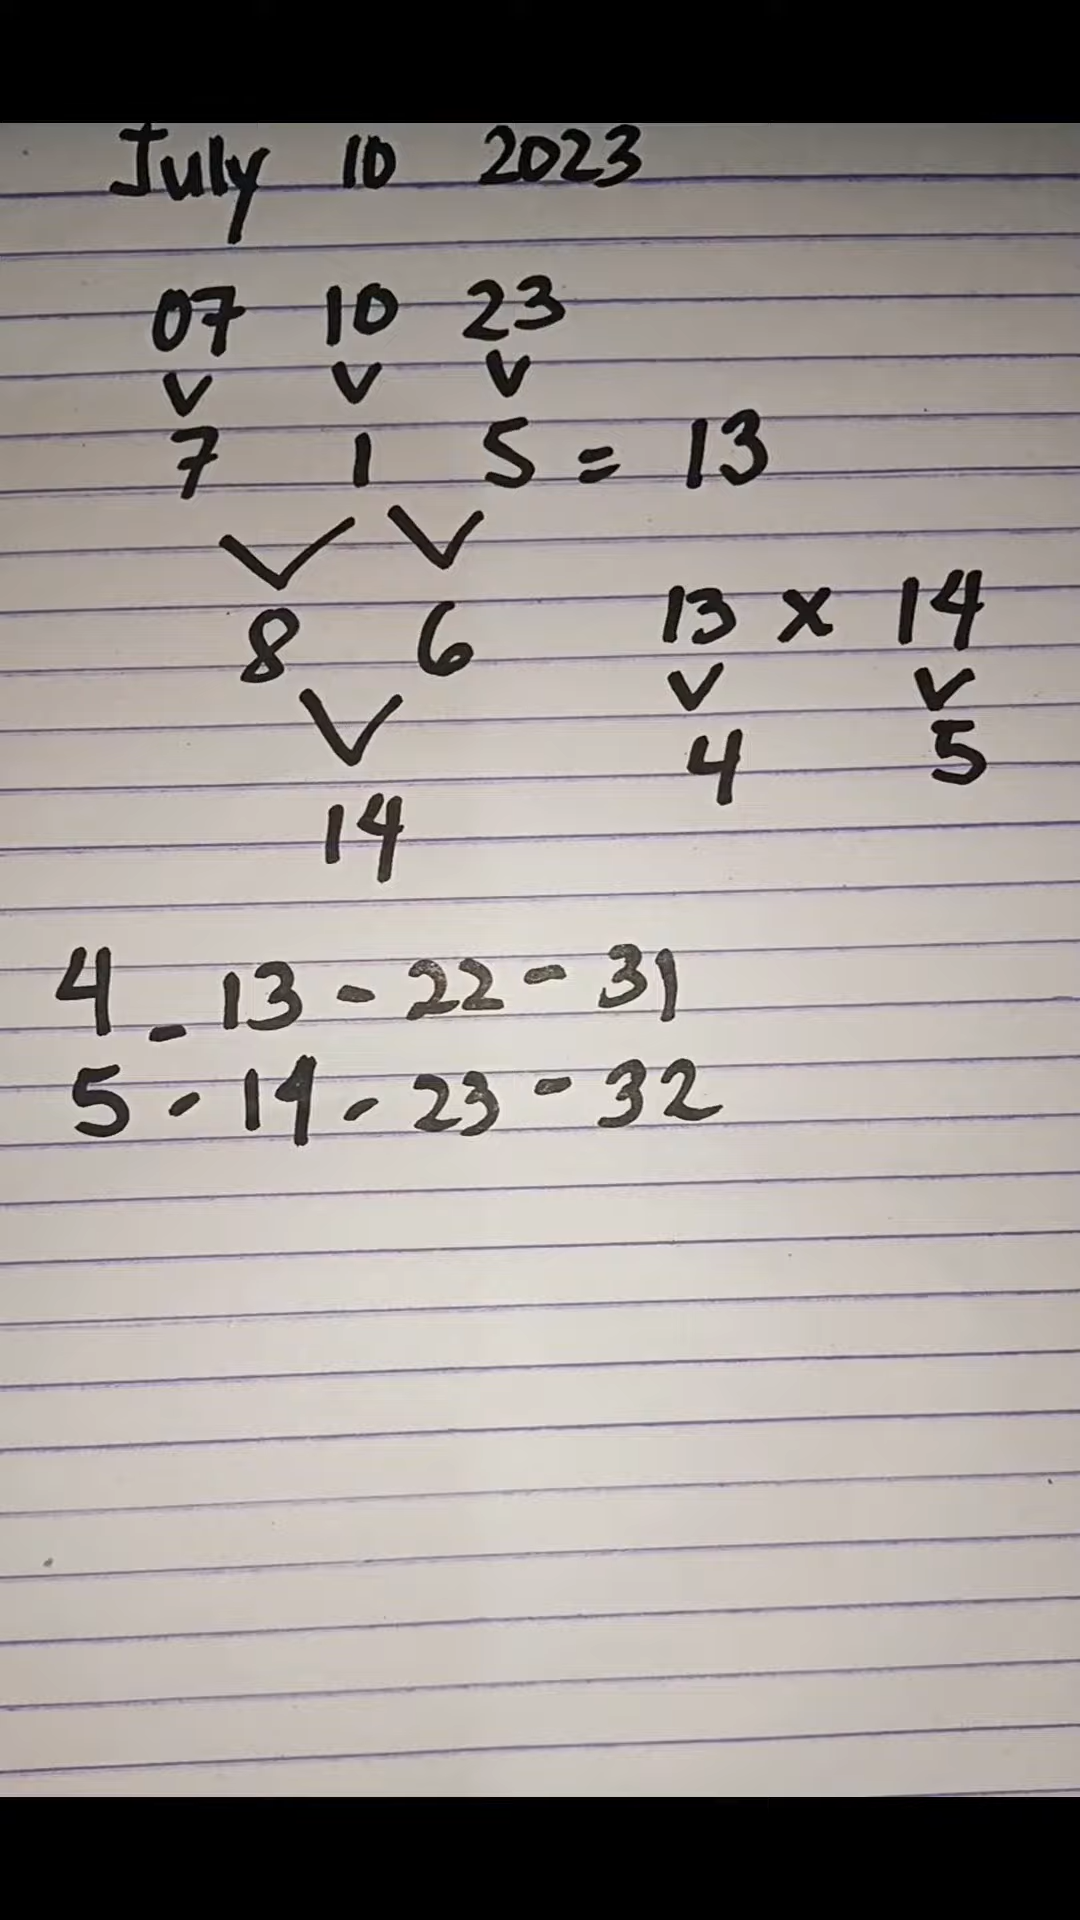 July 10 2023
07 10 23
7 1 5 = 13
8 6
13 x 14
4 5
14
4 - 13 - 22 - 31
5 - 14 - 23 - 32